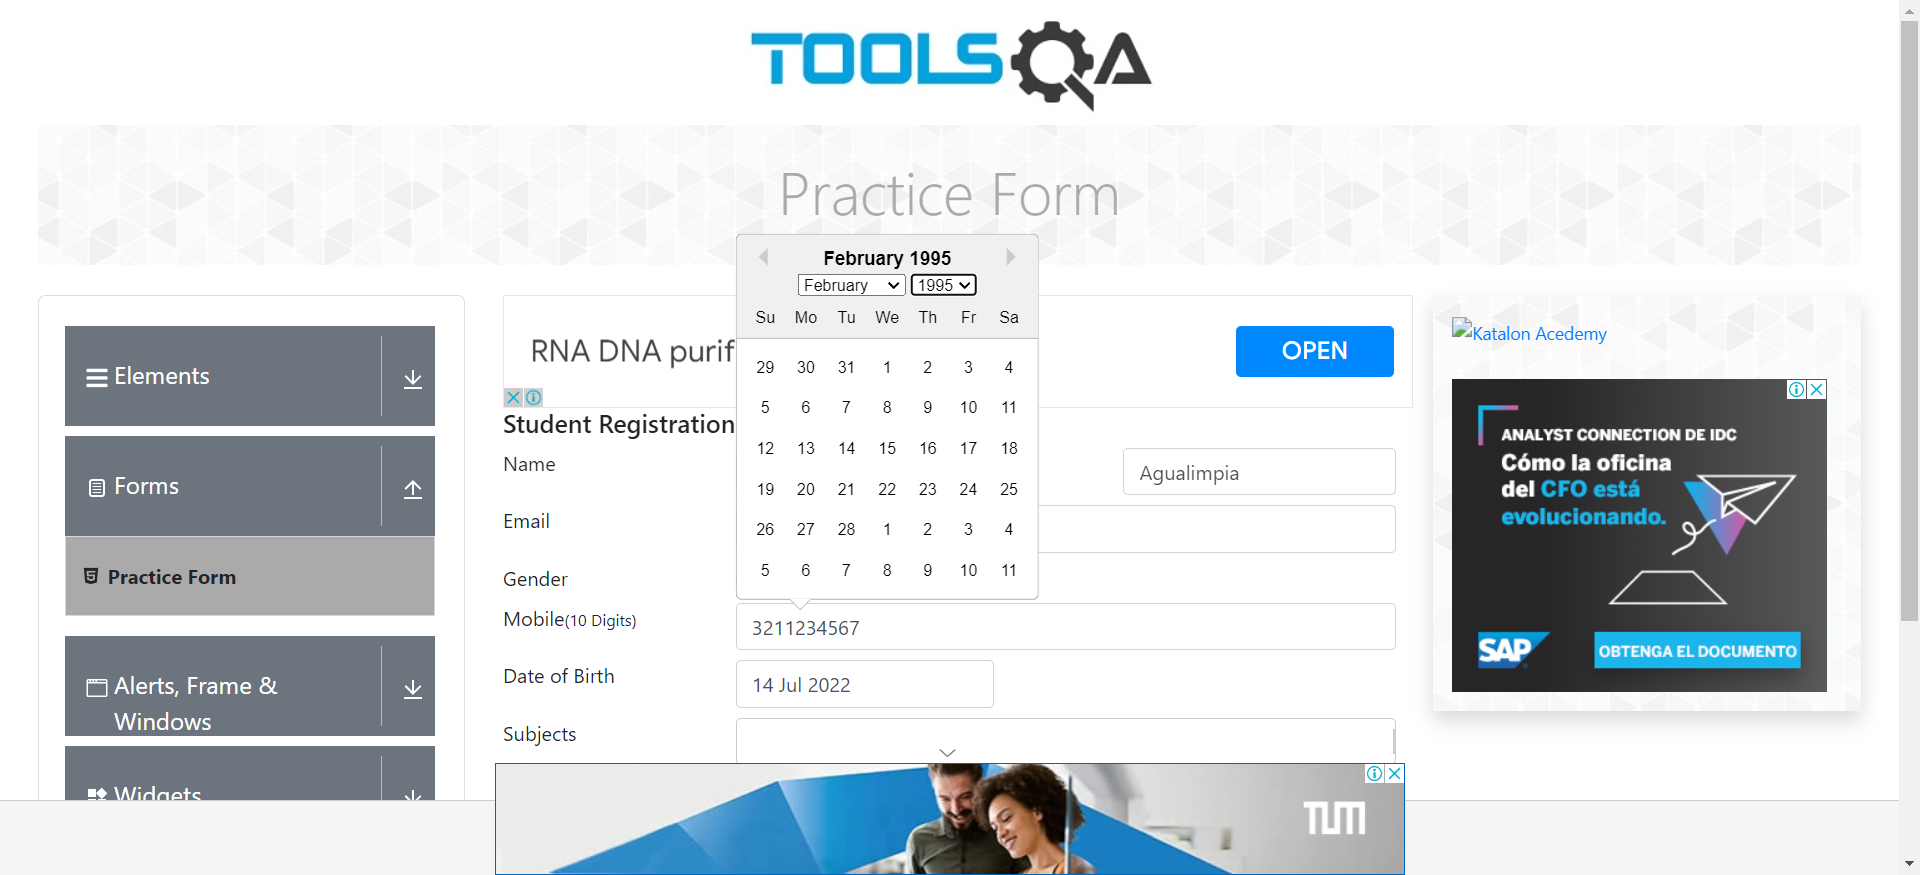 TOOLSQA
Practice Form
February 1995
February 1995
Su Mo Tu We Th Fr Sa
29 30 31 1 2 3 4
5 6 7 8 9 10 11
12 13 14 15 16 17 18
19 20 21 22 23 24 25
26 27 28 1 2 3 4
5 6 7 8 9 10 11
Elements
Forms
Practice Form
Alerts, Frame &
Windows
Widgets
RNA DNA purif
OPEN
Student Registration
Name
Agualimpia
Email
Gender
Mobile(10 Digits)
3211234567
Date of Birth
14 Jul 2022
Subjects
TUM
Katalon Acedemy
ANALYST CONNECTION DE IDC
Cómo la oficina
del CFO está
evolucionando.
SAP
OBTENGA EL DOCUMENTO